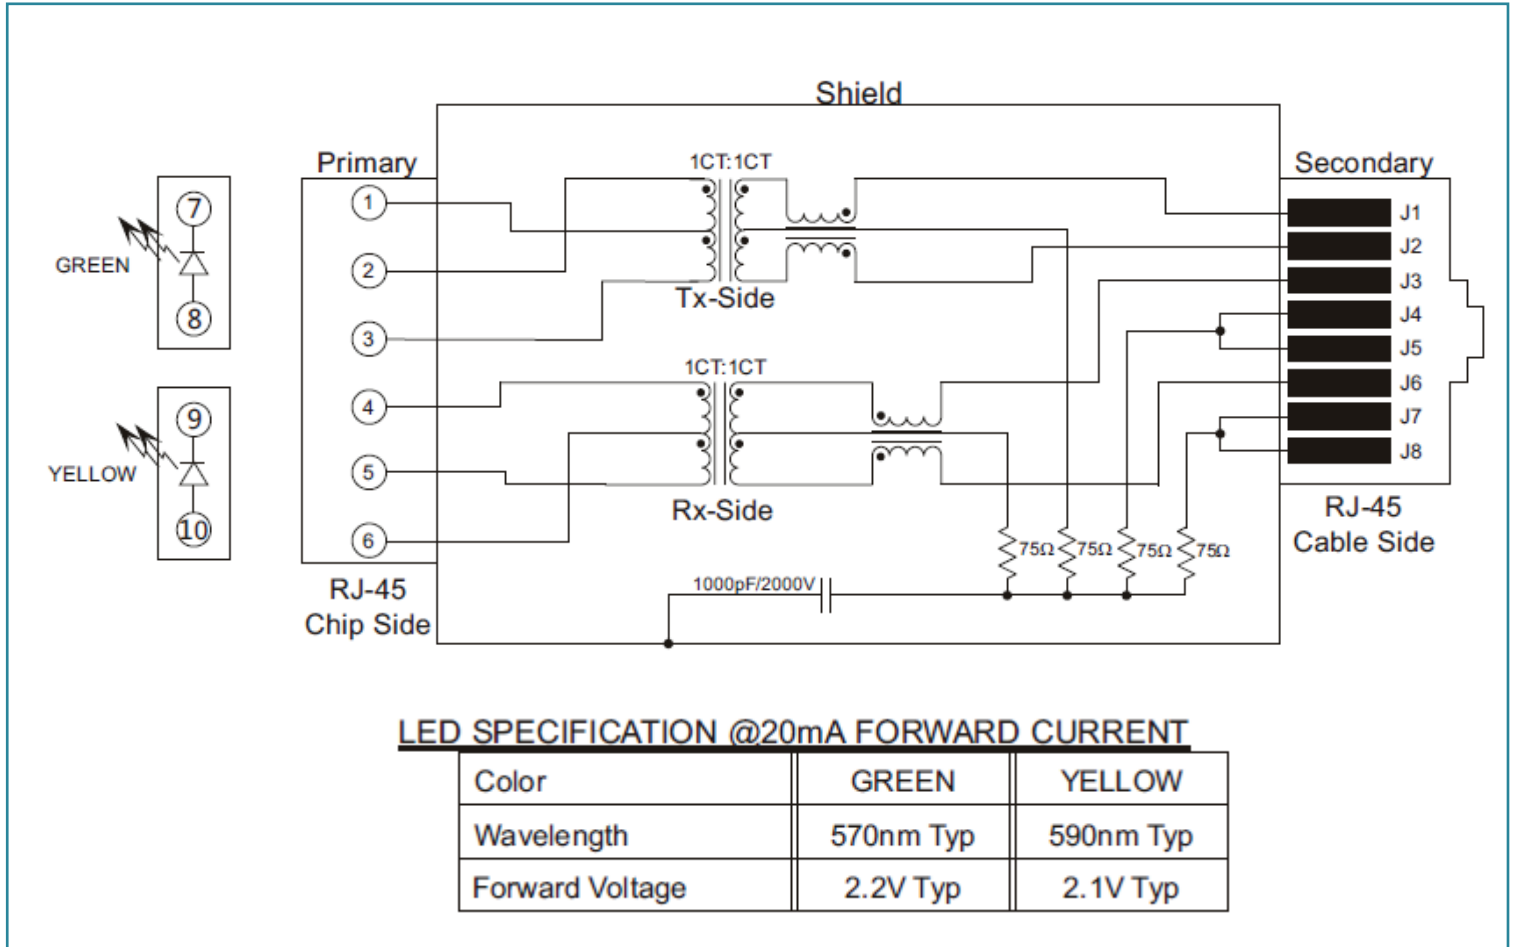 Shield
Primary
1CT:1CT
Secondary
1
2
3
4
5
6
7
GREEN
8
9
YELLOW
10
Tx-Side
1CT:1CT
Rx-Side
J1
J2
J3
J4
J5
J6
J7
J8
75Ω 75Ω 75Ω 75Ω
1000pF/2000V
RJ-45
Chip Side
RJ-45
Cable Side
LED SPECIFICATION @20mA FORWARD CURRENT
Color GREEN YELLOW
Wavelength 570nm Typ 590nm Typ
Forward Voltage 2.2V Typ 2.1V Typ